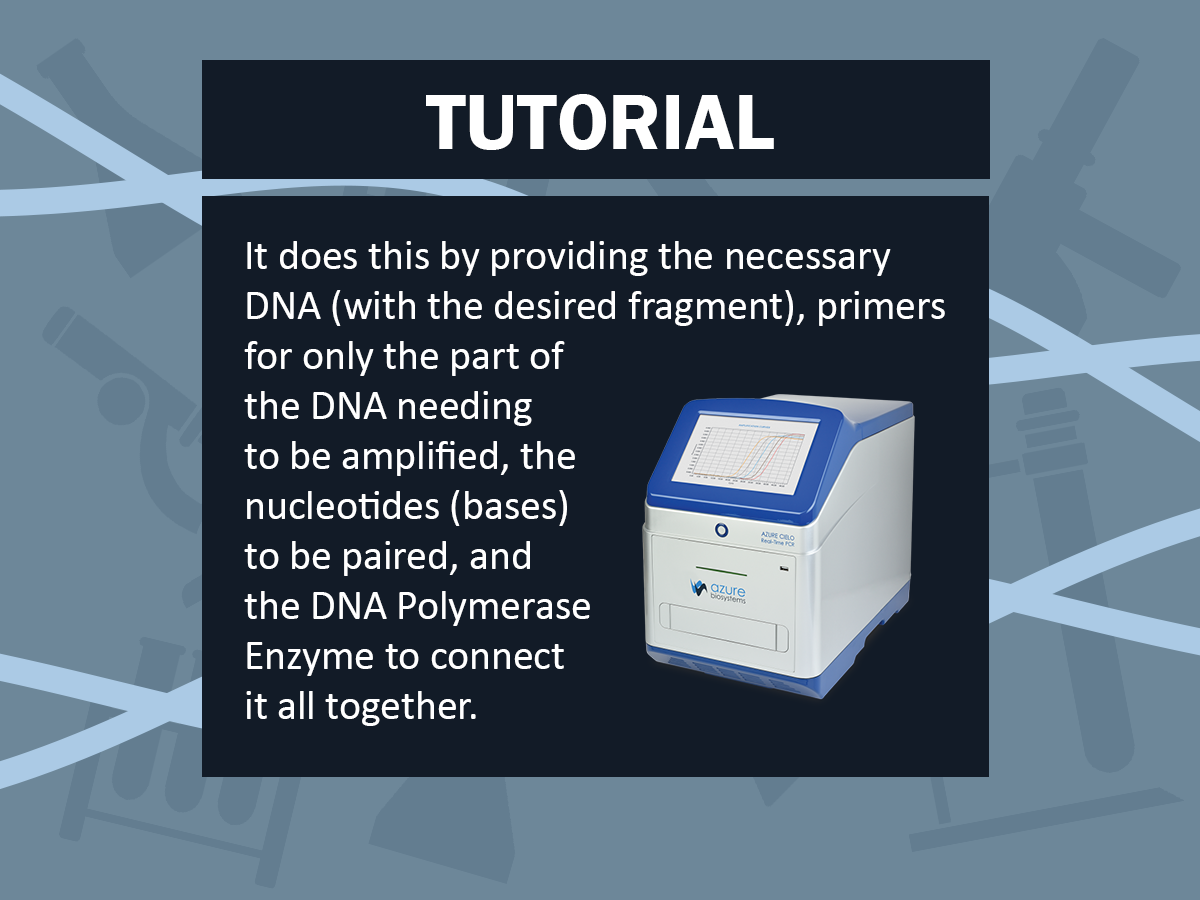 TUTORIAL
It does this by providing the necessary
DNA (with the desired fragment), primers
for only the part of
the DNA needing
to be amplified, the
nucleotides (bases)
to be paired, and
the DNA Polymerase
Enzyme to connect
it all together.
AZURE CIELO
Real-Time PCR
azure
biosystems